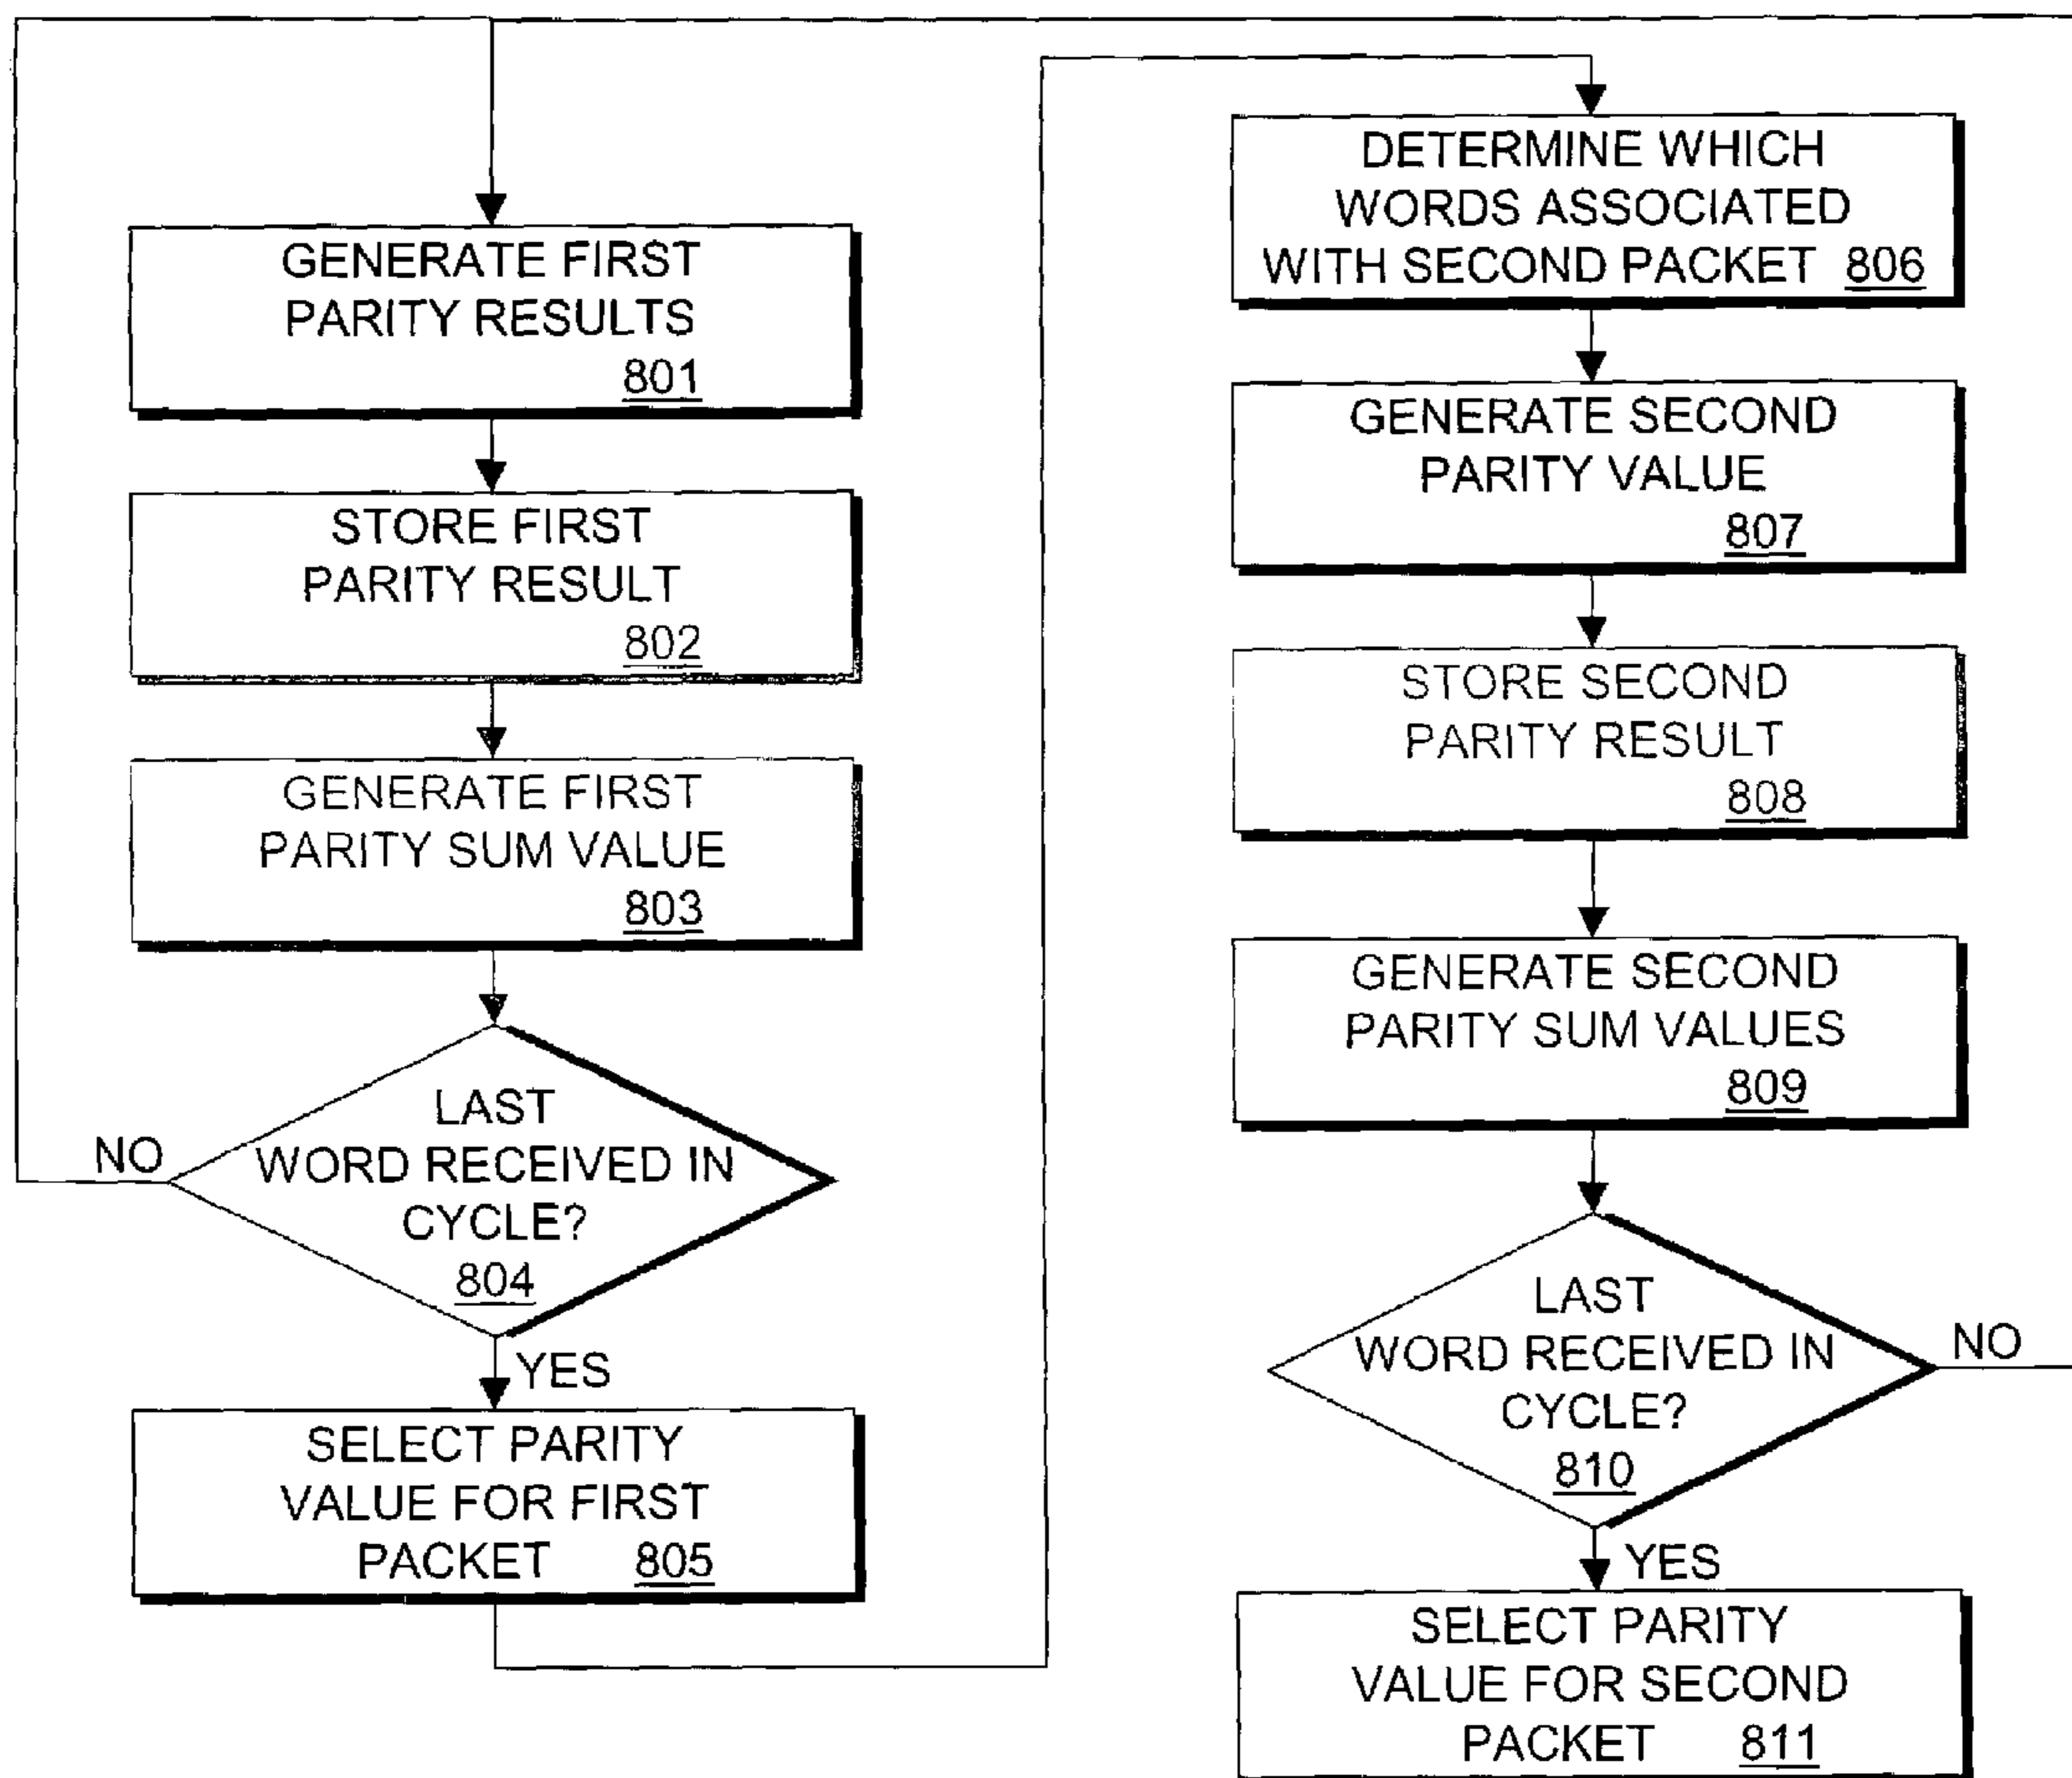 GENERATE FIRST
PARITY RESULTS
801
STORE FIRST
PARITY RESULT
802
GENERATE FIRST
PARITY SUM VALUE
803
LAST
WORD RECEIVED IN
CYCLE?
804
NO
YES
SELECT PARITY
VALUE FOR FIRST
PACKET 805
DETERMINE WHICH
WORDS ASSOCIATED
WITH SECOND PACKET 806
GENERATE SECOND
PARITY VALUE
807
STORE SECOND
PARITY RESULT
808
GENERATE SECOND
PARITY SUM VALUES
809
LAST
WORD RECEIVED IN
CYCLE?
810
NO
YES
SELECT PARITY
VALUE FOR SECOND
PACKET 811